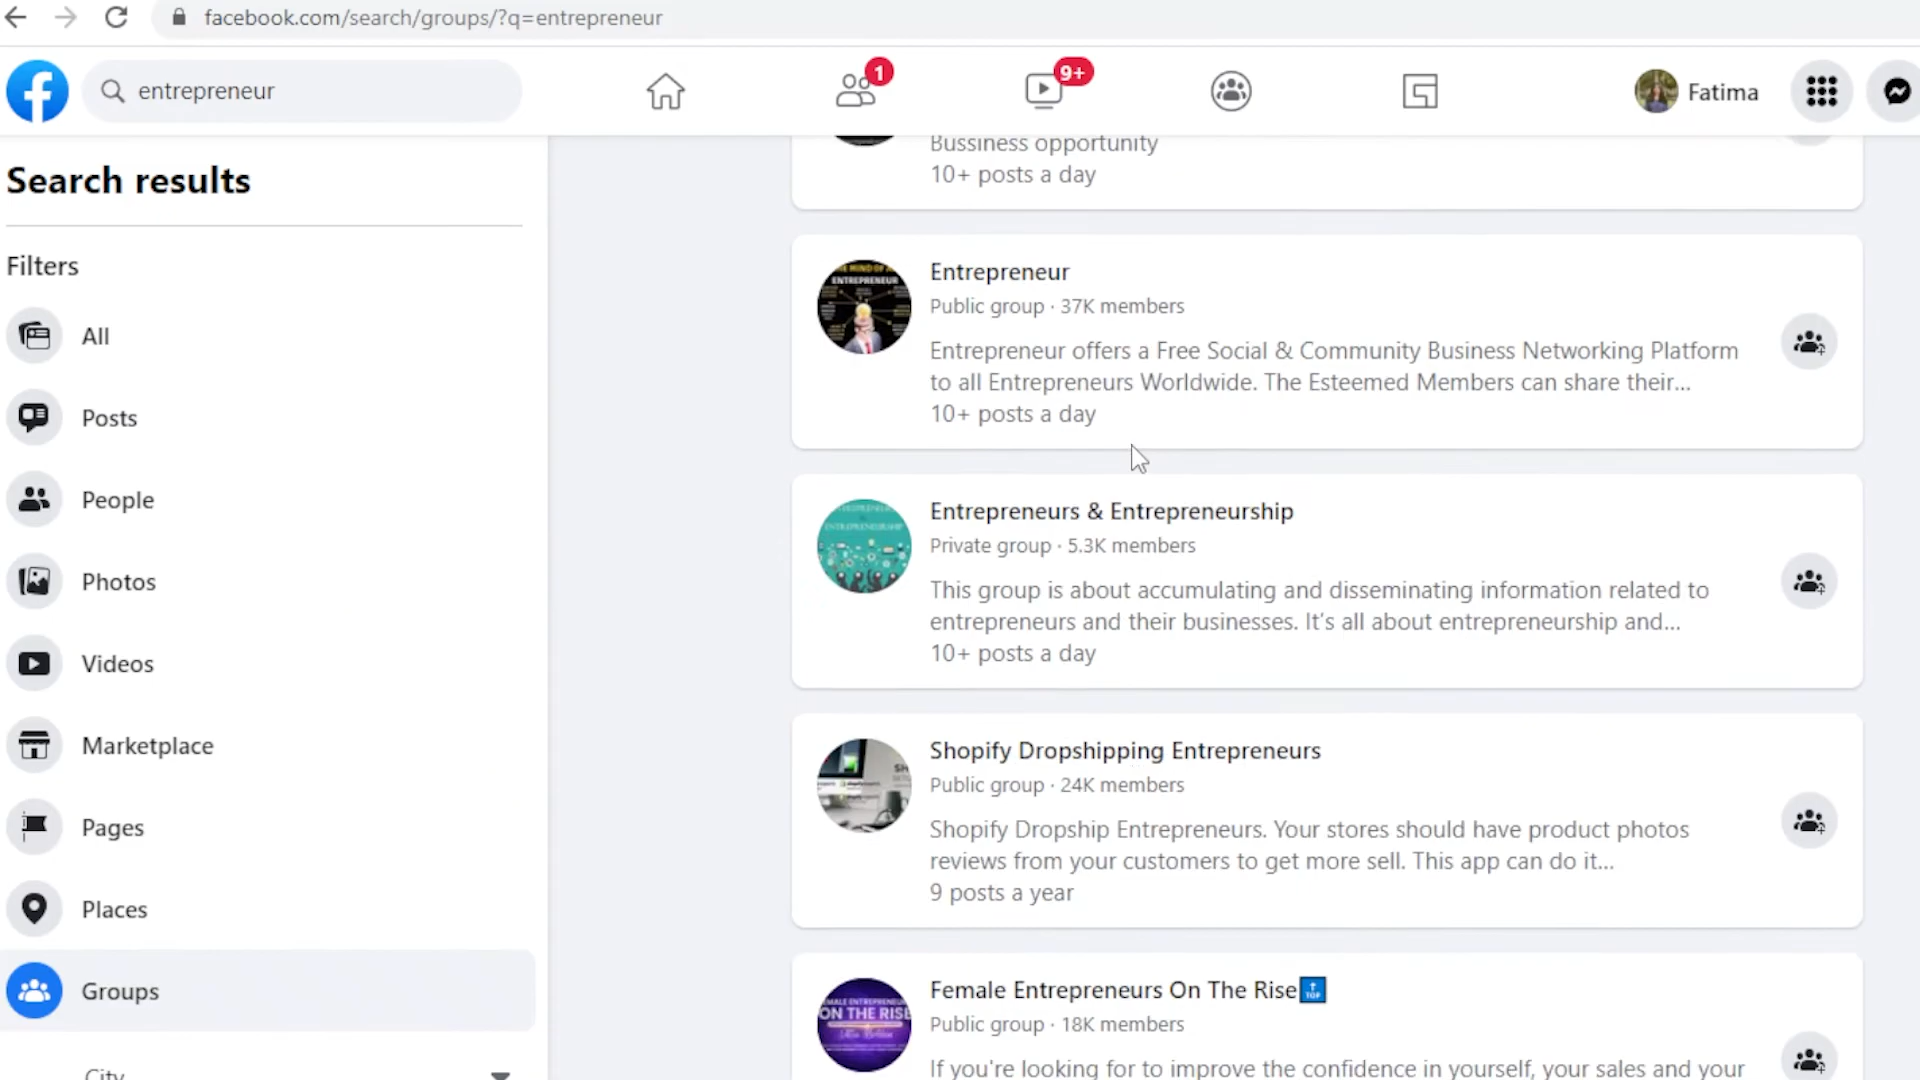 facebook.com/search/groups/?q=entrepreneur
entrepreneur
1
9+
Fatima
Search results
Filters
All
Posts
People
Photos
Videos
Marketplace
Pages
Places
Groups
City
Bussiness opportunity
10+ posts a day
ENTREPRENEUR
Entrepreneur
Public group · 37K members
Entrepreneur offers a Free Social & Community Business Networking Platform
to all Entrepreneurs Worldwide. The Esteemed Members can share their...
10+ posts a day
ENTREPRENEURSHIP
Entrepreneurs & Entrepreneurship
Private group · 5.3K members
This group is about accumulating and disseminating information related to
entrepreneurs and their businesses. It's all about entrepreneurship and...
10+ posts a day
Shopify Dropshipping Entrepreneurs
Public group · 24K members
Shopify Dropship Entrepreneurs. Your stores should have product photos
reviews from your customers to get more sell. This app can do it...
9 posts a year
ON THE RISE
Female Entrepreneurs On The Rise🔝
Public group · 18K members
If you're looking for to improve the confidence in yourself, your sales and your